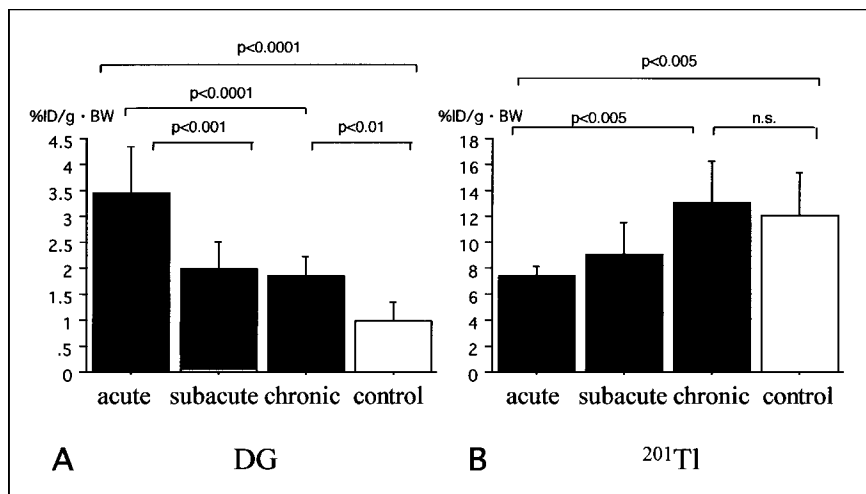 p<0.0001
p<0.0001
%ID/g・BW
p<0.001
p<0.01
4.5
4
3.5
3
2.5
2
1.5
1
.5
0
acute subacute chronic control
A DG
p<0.005
%ID/g・BW
p<0.005
n.s.
18
16
14
12
10
8
6
4
2
0
acute subacute chronic control
B ²⁰¹Tl